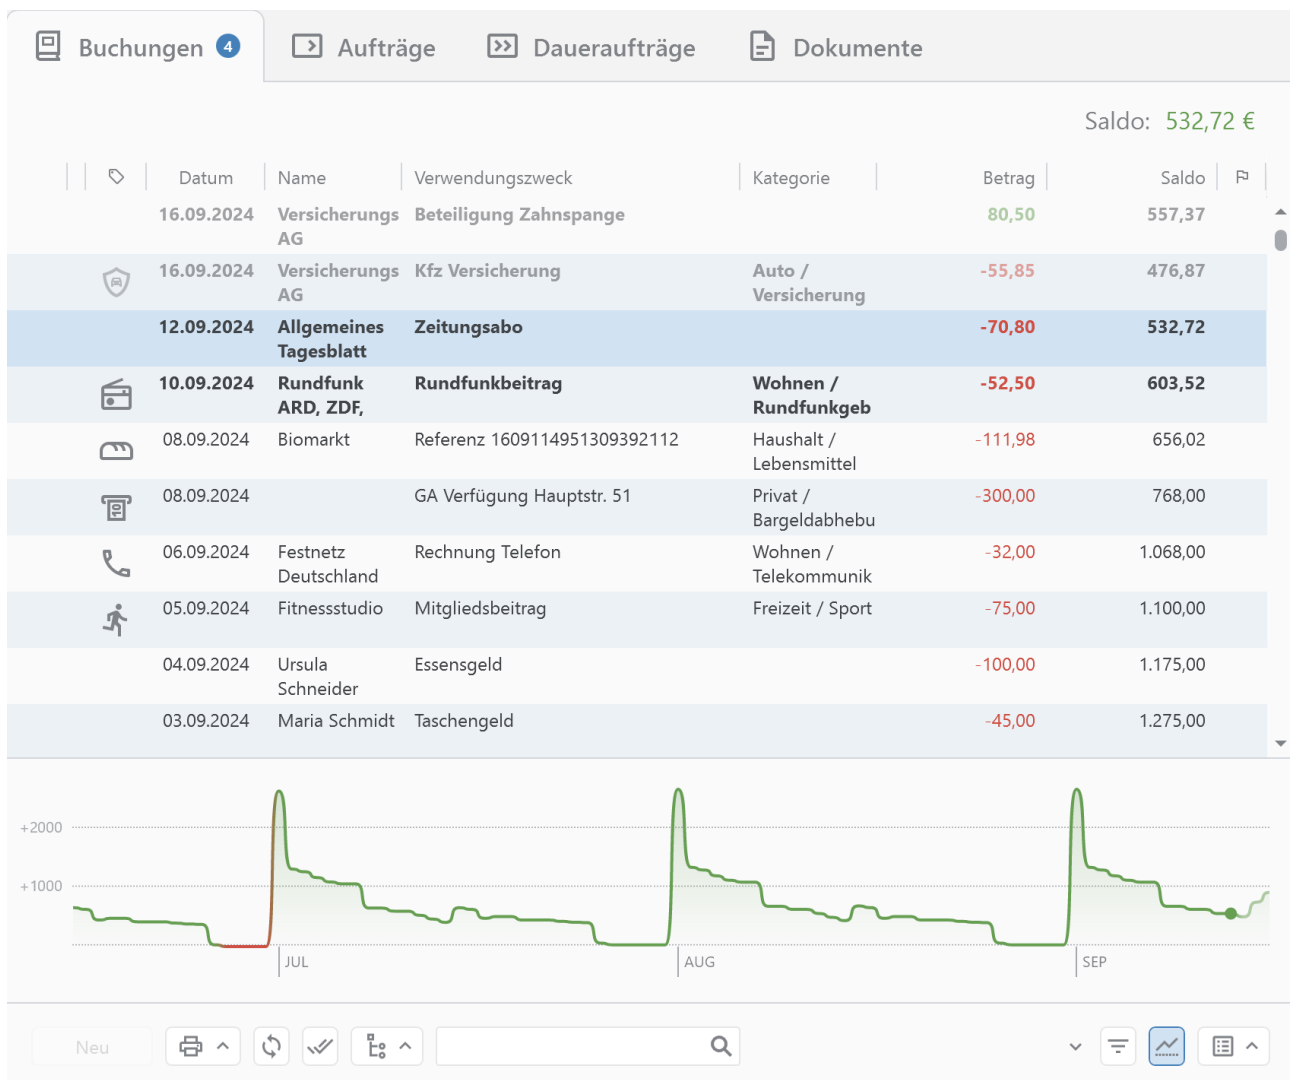 Buchungen 4 Aufträge Daueraufträge Dokumente
Saldo: 532,72 €
Datum Name Verwendungszweck Kategorie Betrag Saldo
16.09.2024 Versicherungs Beteiligung Zahnspange 80,50 557,37
AG
16.09.2024 Versicherungs Kfz Versicherung Auto / -55,85 476,87
AG Versicherung
12.09.2024 Allgemeines Zeitungsabo -70,80 532,72
Tagesblatt
10.09.2024 Rundfunk Rundfunkbeitrag Wohnen / -52,50 603,52
ARD, ZDF, Rundfunkgeb
08.09.2024 Biomarkt Referenz 1609114951309392112 Haushalt / -111,98 656,02
Lebensmittel
08.09.2024 GA Verfügung Hauptstr. 51 Privat / -300,00 768,00
10 Bargeldabhebu
06.09.2024 Festnetz Rechnung Telefon Wohnen / -32,00 1.068,00
Deutschland Telekommunik
05.09.2024 Fitnessstudio Mitgliedsbeitrag Freizeit / Sport -75,00 1.100,00
04.09.2024 Ursula Essensgeld -100,00 1.175,00
Schneider
03.09.2024 Maria Schmidt Taschengeld -45,00 1.275,00
+2000
+1000
JUL AUG SEP
Neu